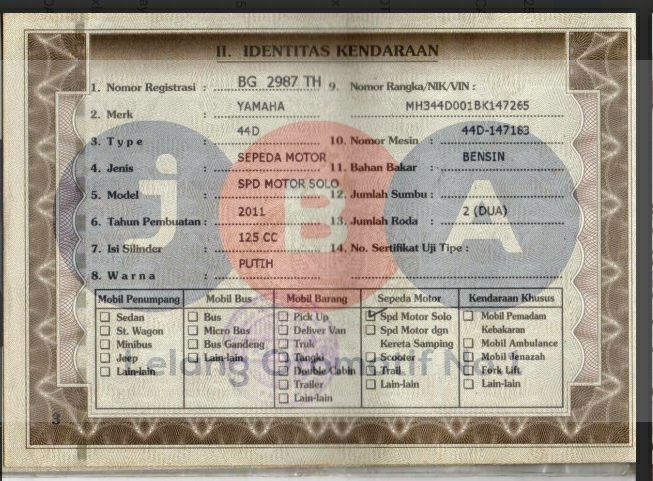 II. IDENTITAS KENDARAAN
1. Nomor Registrasi : BG 2987 TH
2. Merk : YAMAHA
3. Type : 44D
4. Jenis : SEPEDA MOTOR
5. Model : SPD MOTOR SOLO
6. Tahun Pembuatan : 2011
7. Isi Silinder : 125 CC
8. Warna : PUTIH
9. Nomor Rangka/NIK/VIN :
MH344D001BK147265
10. Nomor Mesin : 44D-147183
11. Bahan Bakar : BENSIN
12. Jumlah Sumbu :
13. Jumlah Roda : 2 (DUA)
14. No. Sertifikat Uji Tipe :
Mobil Penumpang
Sedan
St. Wagon
Minibus
Jeep
Lain-lain
Mobil Bus
Bus
Micro Bus
Bus Gandeng
Lain-lain
Mobil Barang
Pick Up
Deliver Van
Truk
Tangki
Double Cabin
Trailer
Lain-lain
Sepeda Motor
Spd Motor Solo
Spd Motor dgn
Kereta Samping
Scooter
Trail
Lain-lain
Kendaraan Khusus
Mobil Pemadam
Kebakaran
Mobil Ambulance
Mobil Jenazah
Fork Lift
Lain-lain
JBA
3